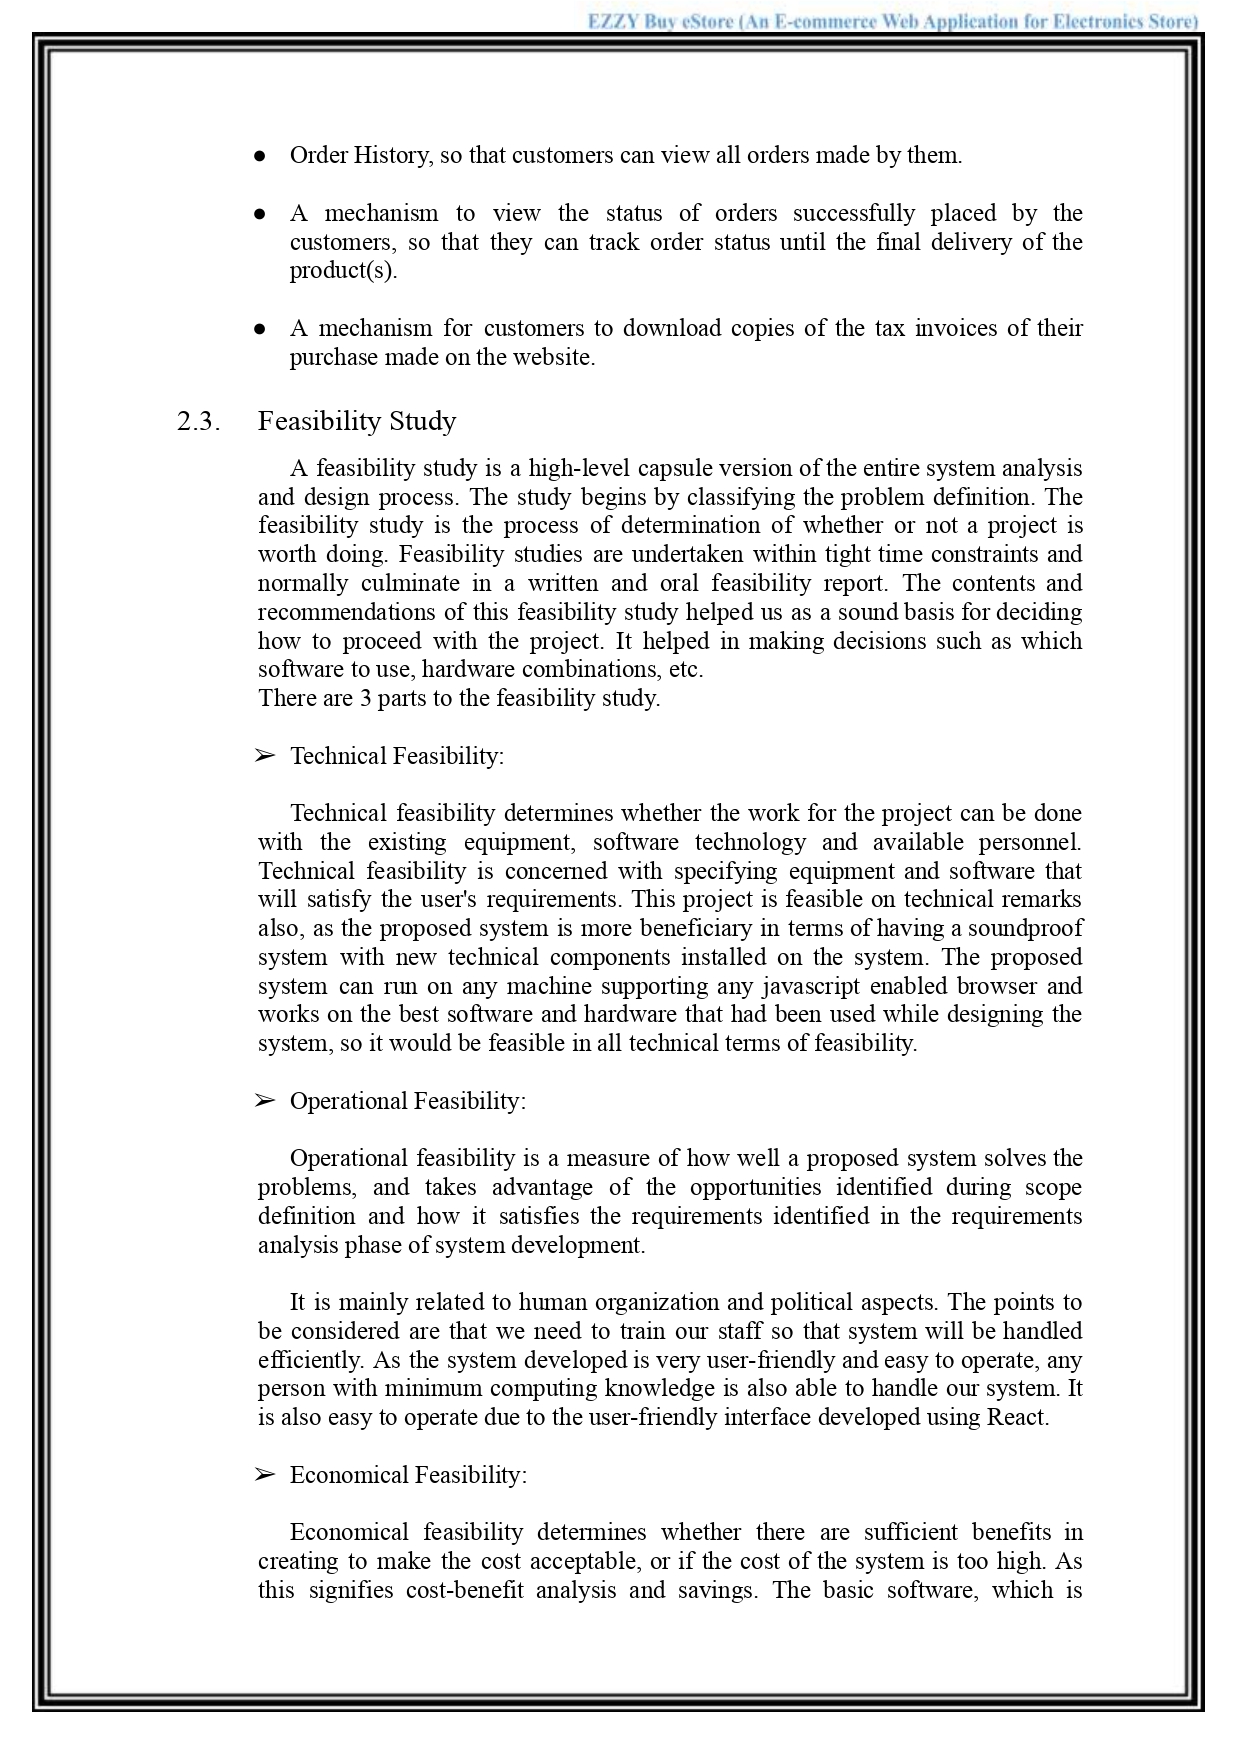 EZZY Buy eStore (An E-commerce Web Application for Electronics Store)
● Order History, so that customers can view all orders made by them.
● A mechanism to view the status of orders successfully placed by the
customers, so that they can track order status until the final delivery of the
product(s).
● A mechanism for customers to download copies of the tax invoices of their
purchase made on the website.
2.3. Feasibility Study
A feasibility study is a high-level capsule version of the entire system analysis
and design process. The study begins by classifying the problem definition. The
feasibility study is the process of determination of whether or not a project is
worth doing. Feasibility studies are undertaken within tight time constraints and
normally culminate in a written and oral feasibility report. The contents and
recommendations of this feasibility study helped us as a sound basis for deciding
how to proceed with the project. It helped in making decisions such as which
software to use, hardware combinations, etc.
There are 3 parts to the feasibility study.
➢ Technical Feasibility:
Technical feasibility determines whether the work for the project can be done
with the existing equipment, software technology and available personnel.
Technical feasibility is concerned with specifying equipment and software that
will satisfy the user's requirements. This project is feasible on technical remarks
also, as the proposed system is more beneficiary in terms of having a soundproof
system with new technical components installed on the system. The proposed
system can run on any machine supporting any javascript enabled browser and
works on the best software and hardware that had been used while designing the
system, so it would be feasible in all technical terms of feasibility.
➢ Operational Feasibility:
Operational feasibility is a measure of how well a proposed system solves the
problems, and takes advantage of the opportunities identified during scope
definition and how it satisfies the requirements identified in the requirements
analysis phase of system development.
It is mainly related to human organization and political aspects. The points to
be considered are that we need to train our staff so that system will be handled
efficiently. As the system developed is very user-friendly and easy to operate, any
person with minimum computing knowledge is also able to handle our system. It
is also easy to operate due to the user-friendly interface developed using React.
➢ Economical Feasibility:
Economical feasibility determines whether there are sufficient benefits in
creating to make the cost acceptable, or if the cost of the system is too high. As
this signifies cost-benefit analysis and savings. The basic software, which is